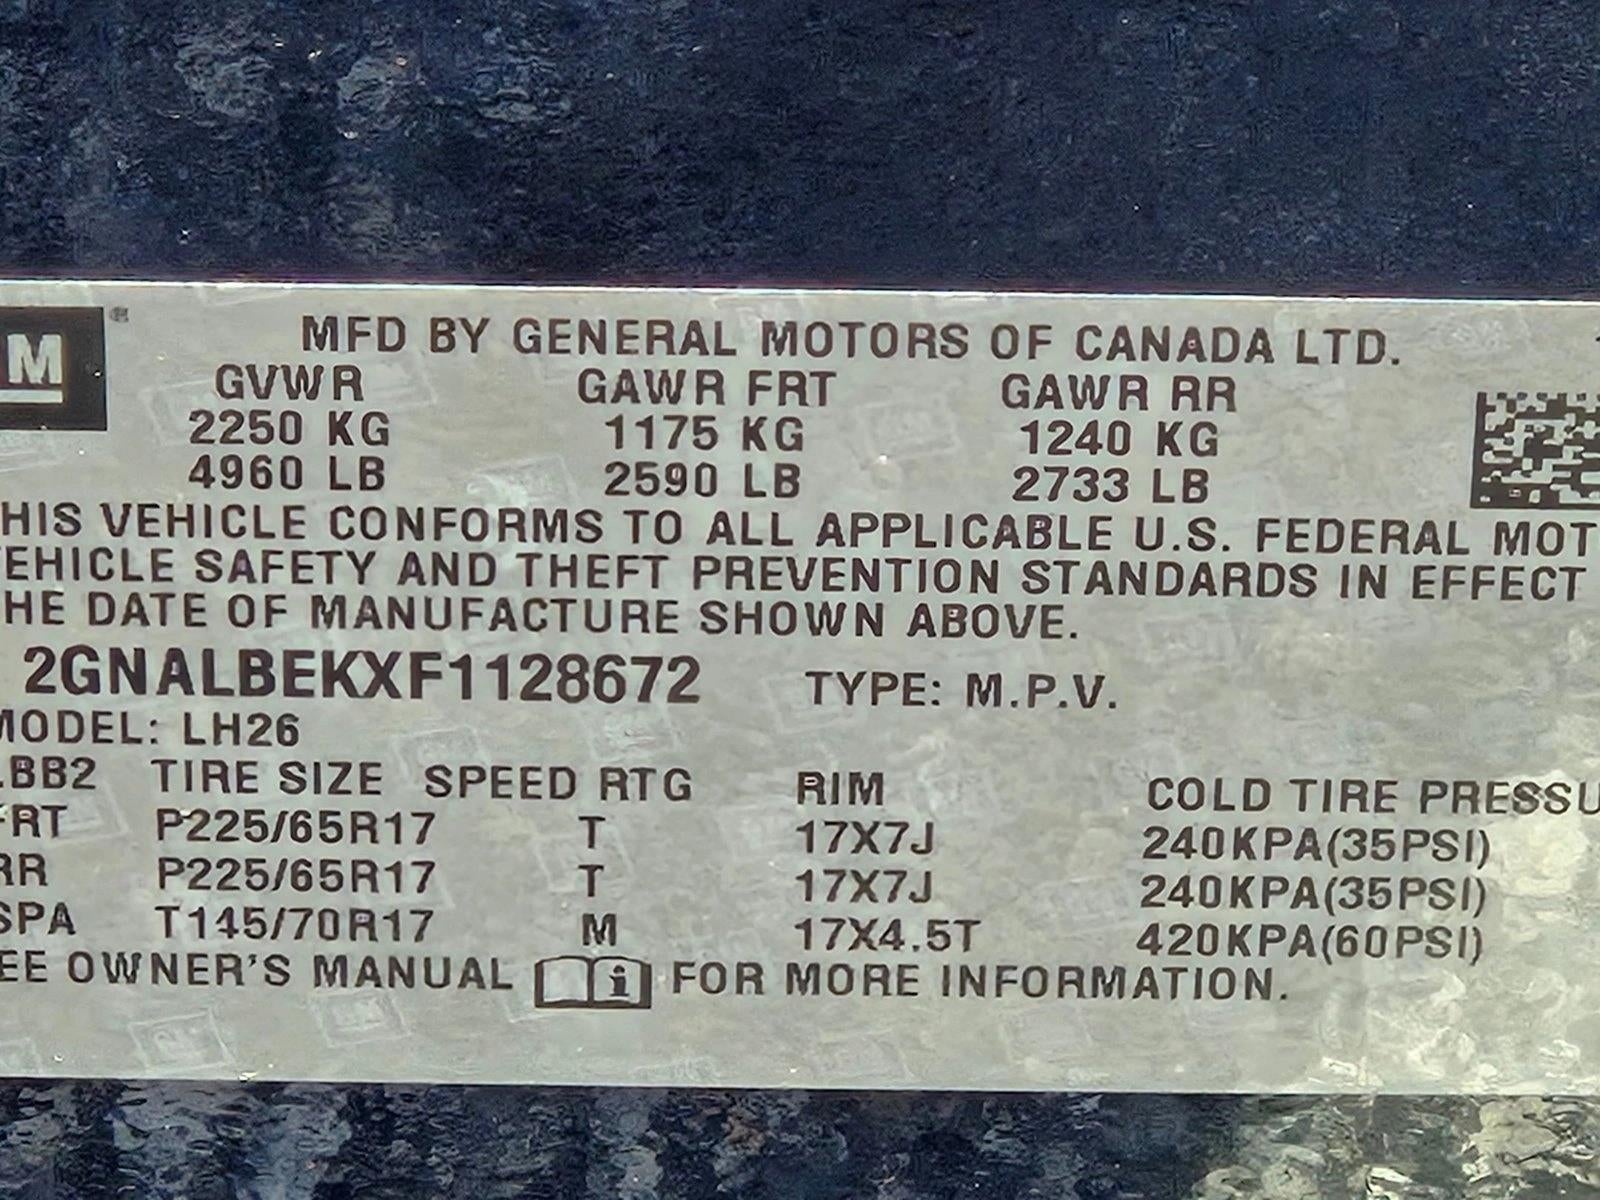 M ®
MFD BY GENERAL MOTORS OF CANADA LTD.
GVWR GAWR FRT GAWR RR
2250 KG 1175 KG 1240 KG
4960 LB 2590 LB 2733 LB
HIS VEHICLE CONFORMS TO ALL APPLICABLE U.S. FEDERAL MOT
EHICLE SAFETY AND THEFT PREVENTION STANDARDS IN EFFECT
HE DATE OF MANUFACTURE SHOWN ABOVE.
2GNALBEKXF1128672 TYPE: M.P.V.
MODEL: LH26
LBB2 TIRE SIZE SPEED RTG RIM COLD TIRE PRESSU
FRT P225/65R17 T 17X7J 240KPA(35PSI)
RR P225/65R17 T 17X7J 240KPA(35PSI)
SPA T145/70R17 M 17X4.5T 420KPA(60PSI)
EE OWNER'S MANUAL i FOR MORE INFORMATION.